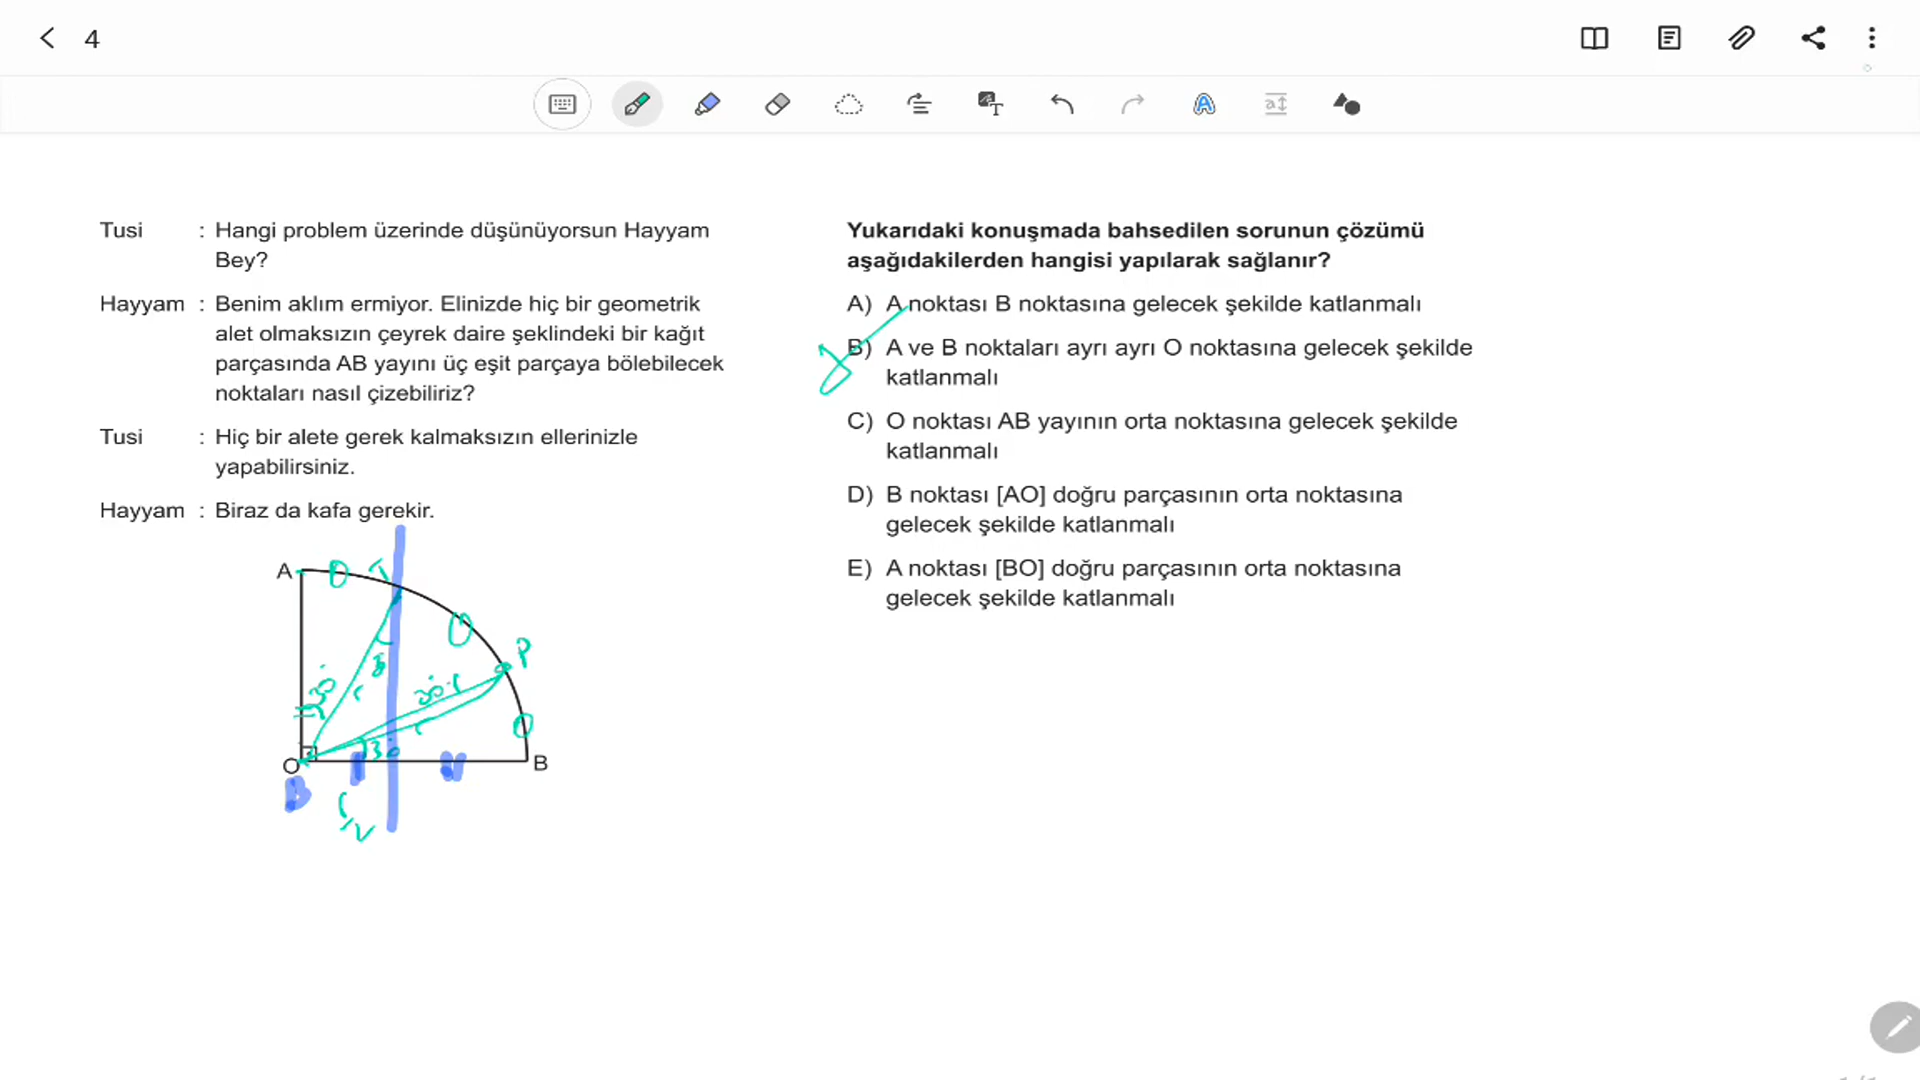 4
Tusi : Hangi problem üzerinde düşünüyorsun Hayyam
Bey?
Hayyam : Benim aklım ermiyor. Elinizde hiç bir geometrik
alet olmaksızın çeyrek daire şeklindeki bir kağıt
parçasında AB yayını üç eşit parçaya bölebilecek
noktaları nasıl çizebiliriz?
Tusi : Hiç bir alete gerek kalmaksızın ellerinizle
yapabilirsiniz.
Hayyam : Biraz da kafa gerekir.
A
T
P
30
r
30
r
r
30
O
B
B
r/2
Yukarıdaki konuşmada bahsedilen sorunun çözümü
aşağıdakilerden hangisi yapılarak sağlanır?
A) A noktası B noktasına gelecek şekilde katlanmalı
B) A ve B noktaları ayrı ayrı O noktasına gelecek şekilde
katlanmalı
C) O noktası AB yayının orta noktasına gelecek şekilde
katlanmalı
D) B noktası [AO] doğru parçasının orta noktasına
gelecek şekilde katlanmalı
E) A noktası [BO] doğru parçasının orta noktasına
gelecek şekilde katlanmalı